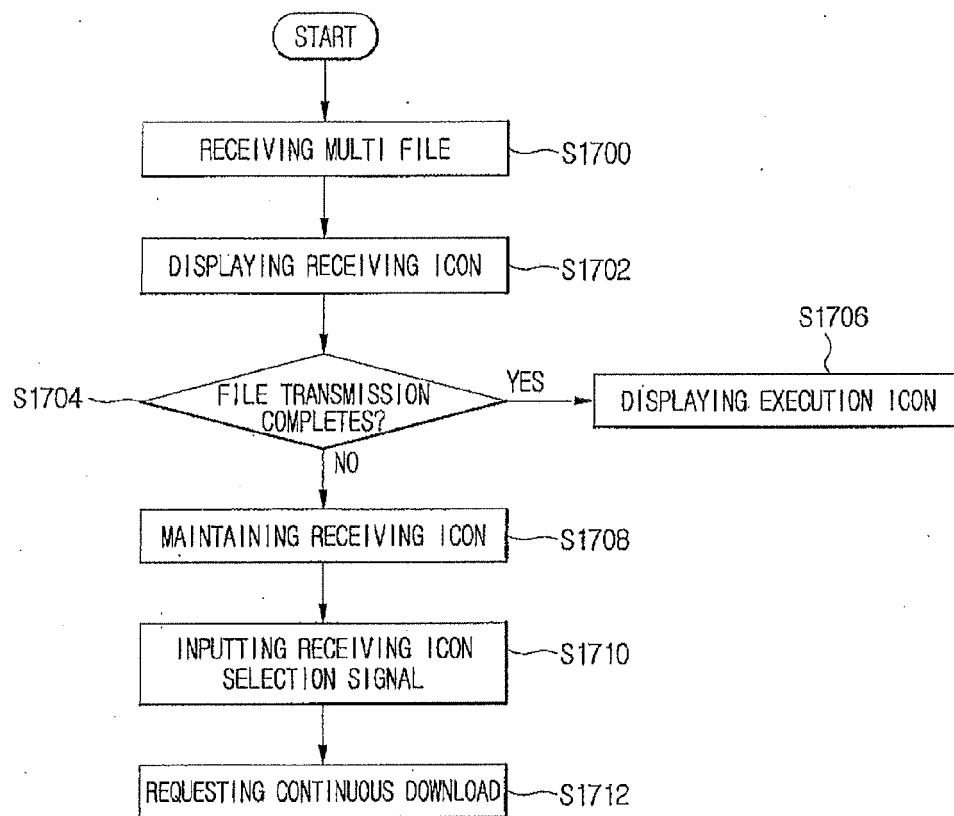 START
RECEIVING MULTI FILE
S1700
DISPLAYING RECEIVING ICON
S1702
S1706
S1704
FILE TRANSMISSION
COMPLETES?
YES
DISPLAYING EXECUTION ICON
NO
MAINTAINING RECEIVING ICON
S1708
INPUTTING RECEIVING ICON
SELECTION SIGNAL
S1710
REQUESTING CONTINUOUS DOWNLOAD
S1712